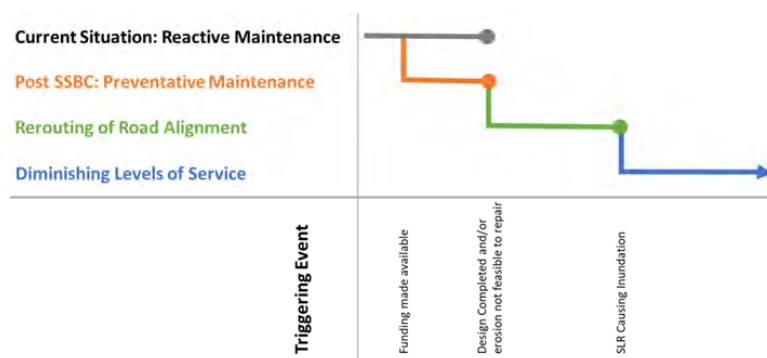 Current Situation: Reactive Maintenance
Post SSBC: Preventative Maintenance
Rerouting of Road Alignment
Diminishing Levels of Service
Triggering Event
Funding made available
Design Completed and/or
erosion not feasible to repair
SLR Causing Inundation